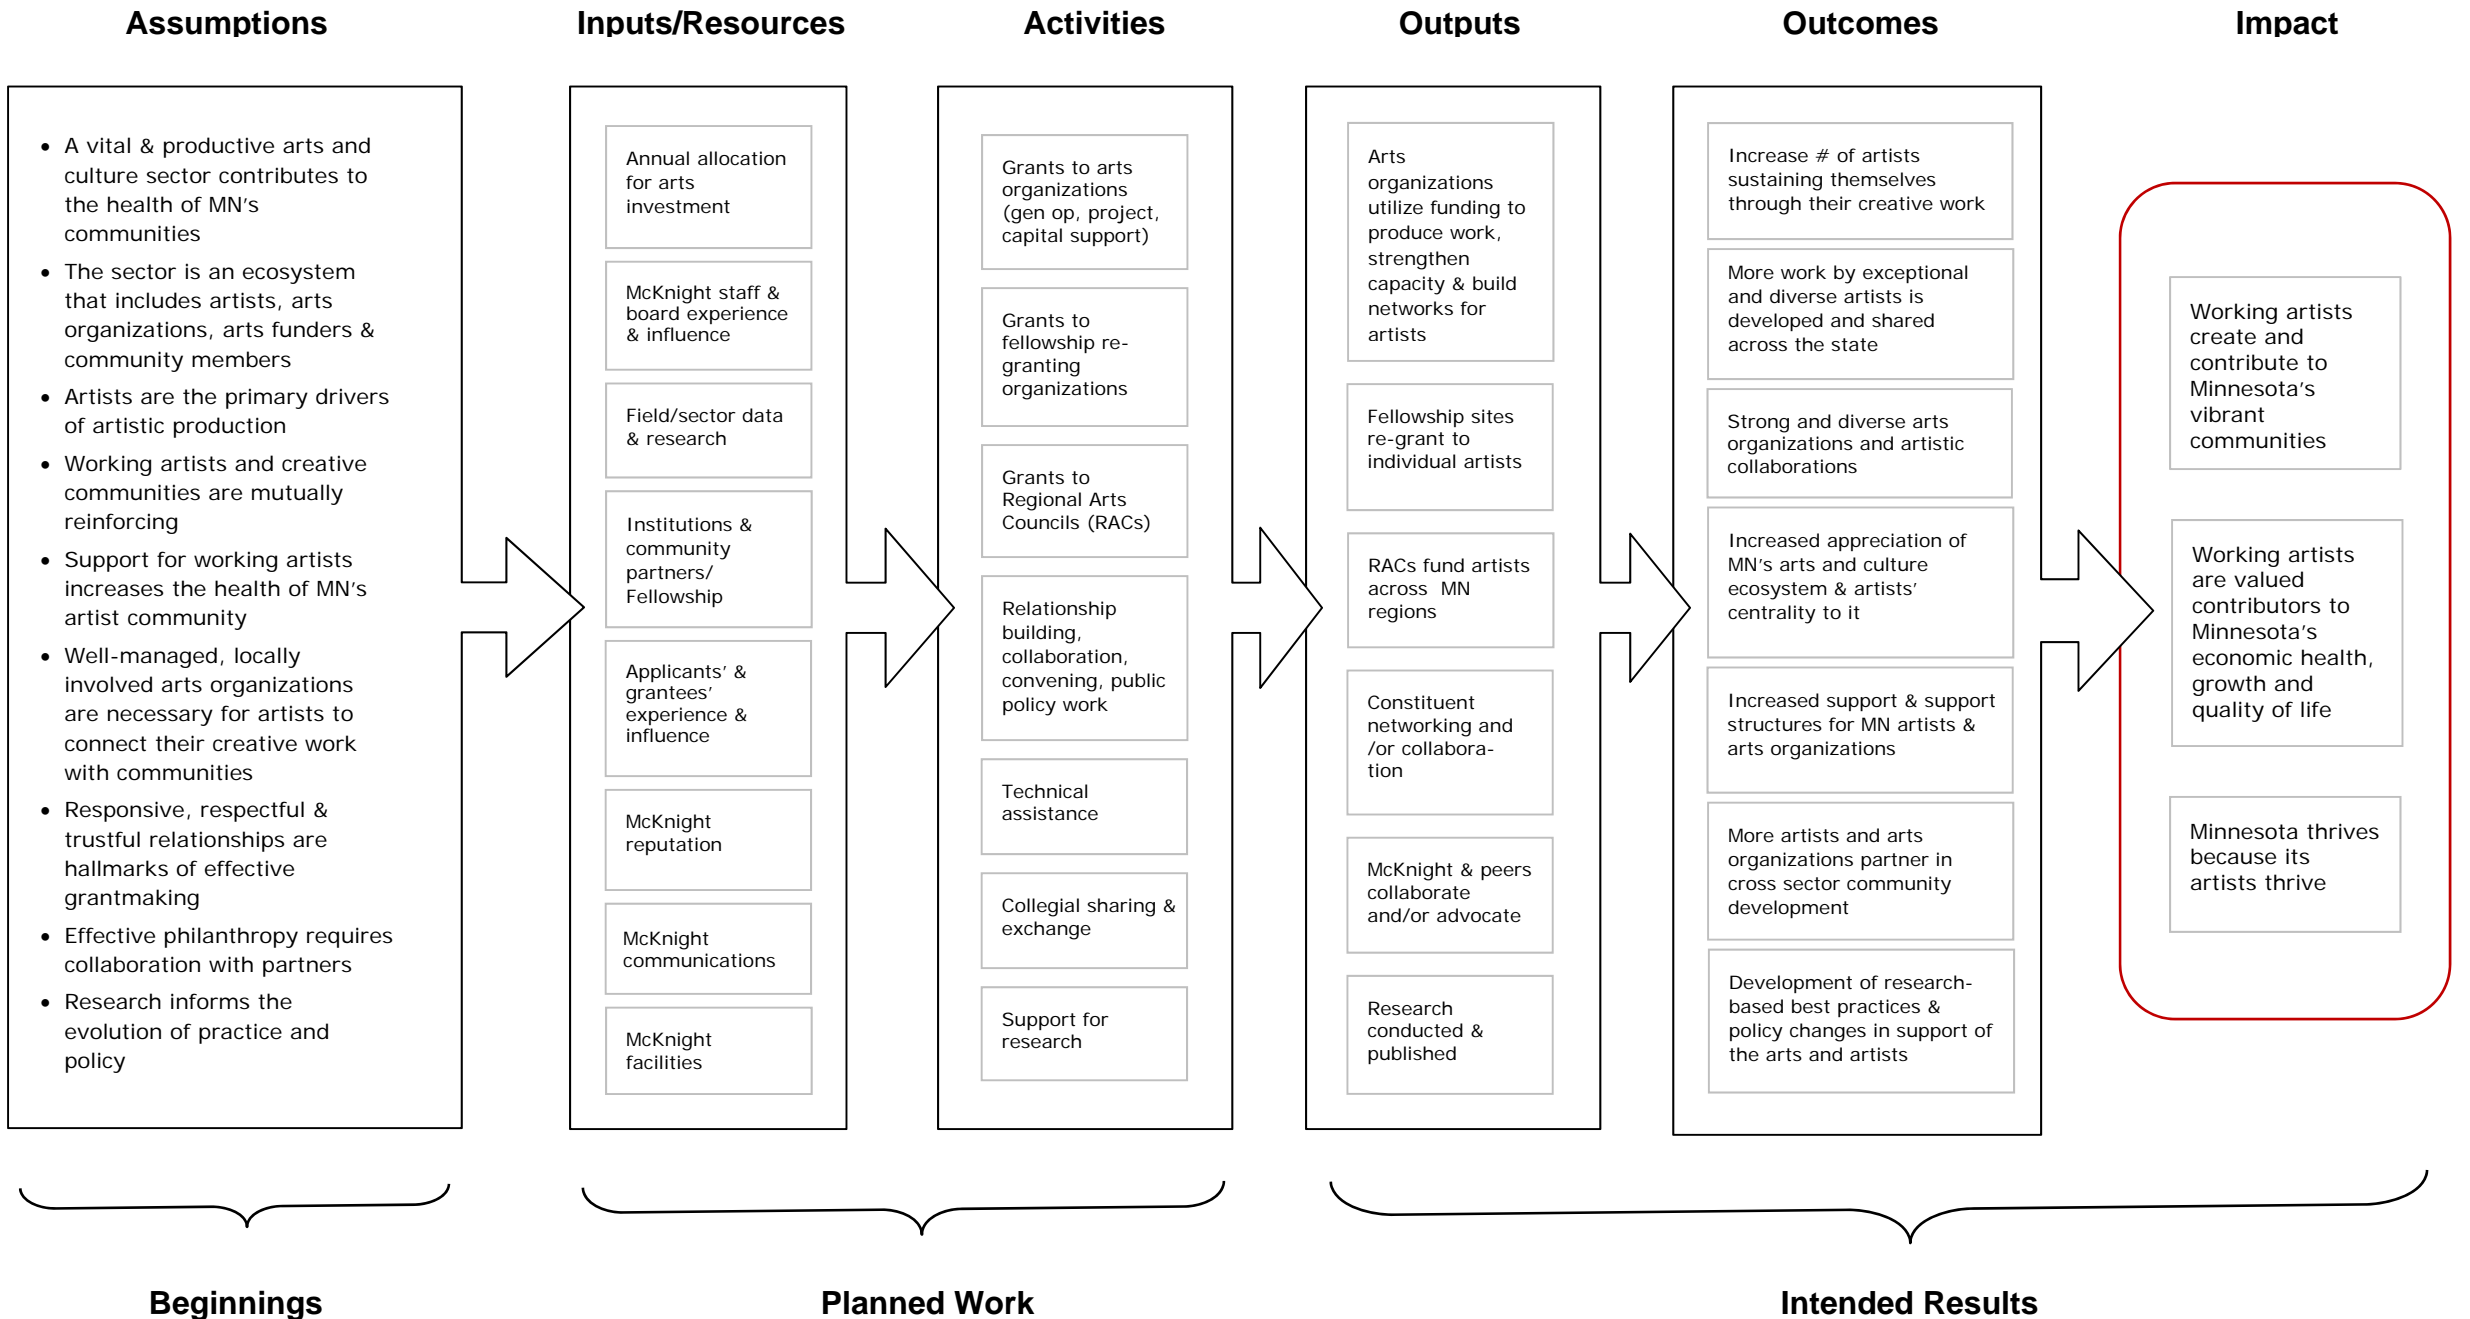 Assumptions
Inputs/Resources
Activities
Outputs
Outcomes
Impact
• A vital & productive arts and
culture sector contributes to
the health of MN's
communities
• The sector is an ecosystem
that includes artists, arts
organizations, arts funders &
community members
• Artists are the primary drivers
of artistic production
• Working artists and creative
communities are mutually
reinforcing
• Support for working artists
increases the health of MN's
artist community
• Well-managed, locally
involved arts organizations
are necessary for artists to
connect their creative work
with communities
• Responsive, respectful &
trustful relationships are
hallmarks of effective
grantmaking
• Effective philanthropy requires
collaboration with partners
• Research informs the
evolution of practice and
policy
Annual allocation
for arts
investment
McKnight staff &
board experience
& influence
Field/sector data
& research
Institutions &
community
partners/
Fellowship
Applicants' &
grantees'
experience &
influence
McKnight
reputation
McKnight
communications
McKnight
facilities
Grants to arts
organizations
(gen op, project,
capital support)
Grants to
fellowship re-
granting
organizations
Grants to
Regional Arts
Councils (RACs)
Relationship
building,
collaboration,
convening, public
policy work
Technical
assistance
Collegial sharing &
exchange
Support for
research
Arts
organizations
utilize funding to
produce work,
strengthen
capacity & build
networks for
artists
Fellowship sites
re-grant to
individual artists
RACs fund artists
across MN
regions
Constituent
networking and
/or collabora-
tion
McKnight & peers
collaborate
and/or advocate
Research
conducted &
published
Increase # of artists
sustaining themselves
through their creative work
More work by exceptional
and diverse artists is
developed and shared
across the state
Strong and diverse arts
organizations and artistic
collaborations
Increased appreciation of
MN's arts and culture
ecosystem & artists'
centrality to it
Increased support & support
structures for MN artists &
arts organizations
More artists and arts
organizations partner in
cross sector community
development
Development of research-
based best practices &
policy changes in support of
the arts and artists
Working artists
create and
contribute to
Minnesota's
vibrant
communities
Working artists
are valued
contributors to
Minnesota's
economic health,
growth and
quality of life
Minnesota thrives
because its
artists thrive
Beginnings
Planned Work
Intended Results